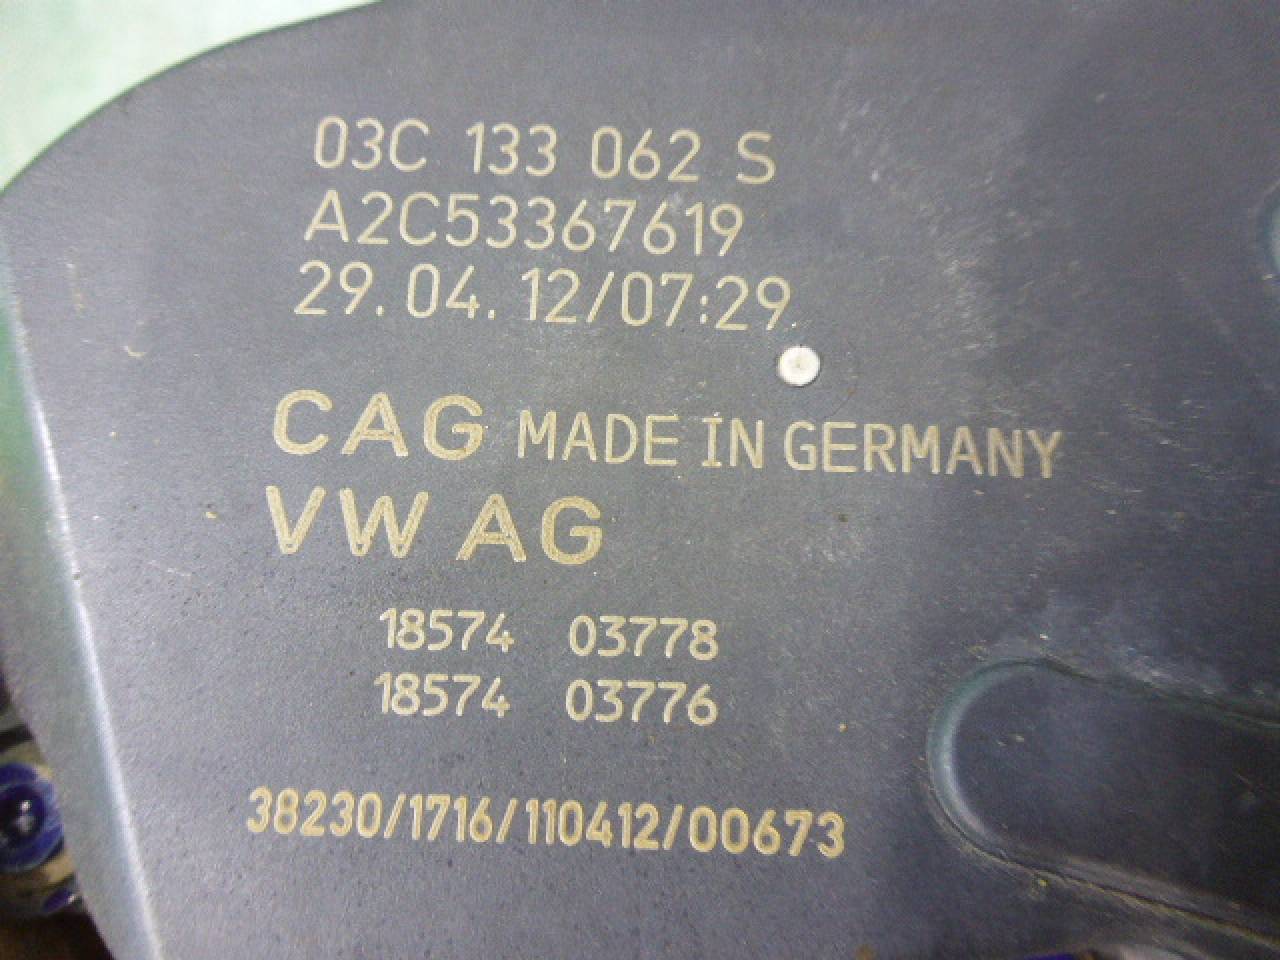 03C 133 062 S
A2C53367619
29.04.12/07:29
CAG MADE IN GERMANY
VW AG
18574 03778
18574 03776
38230/1716/110412/00673